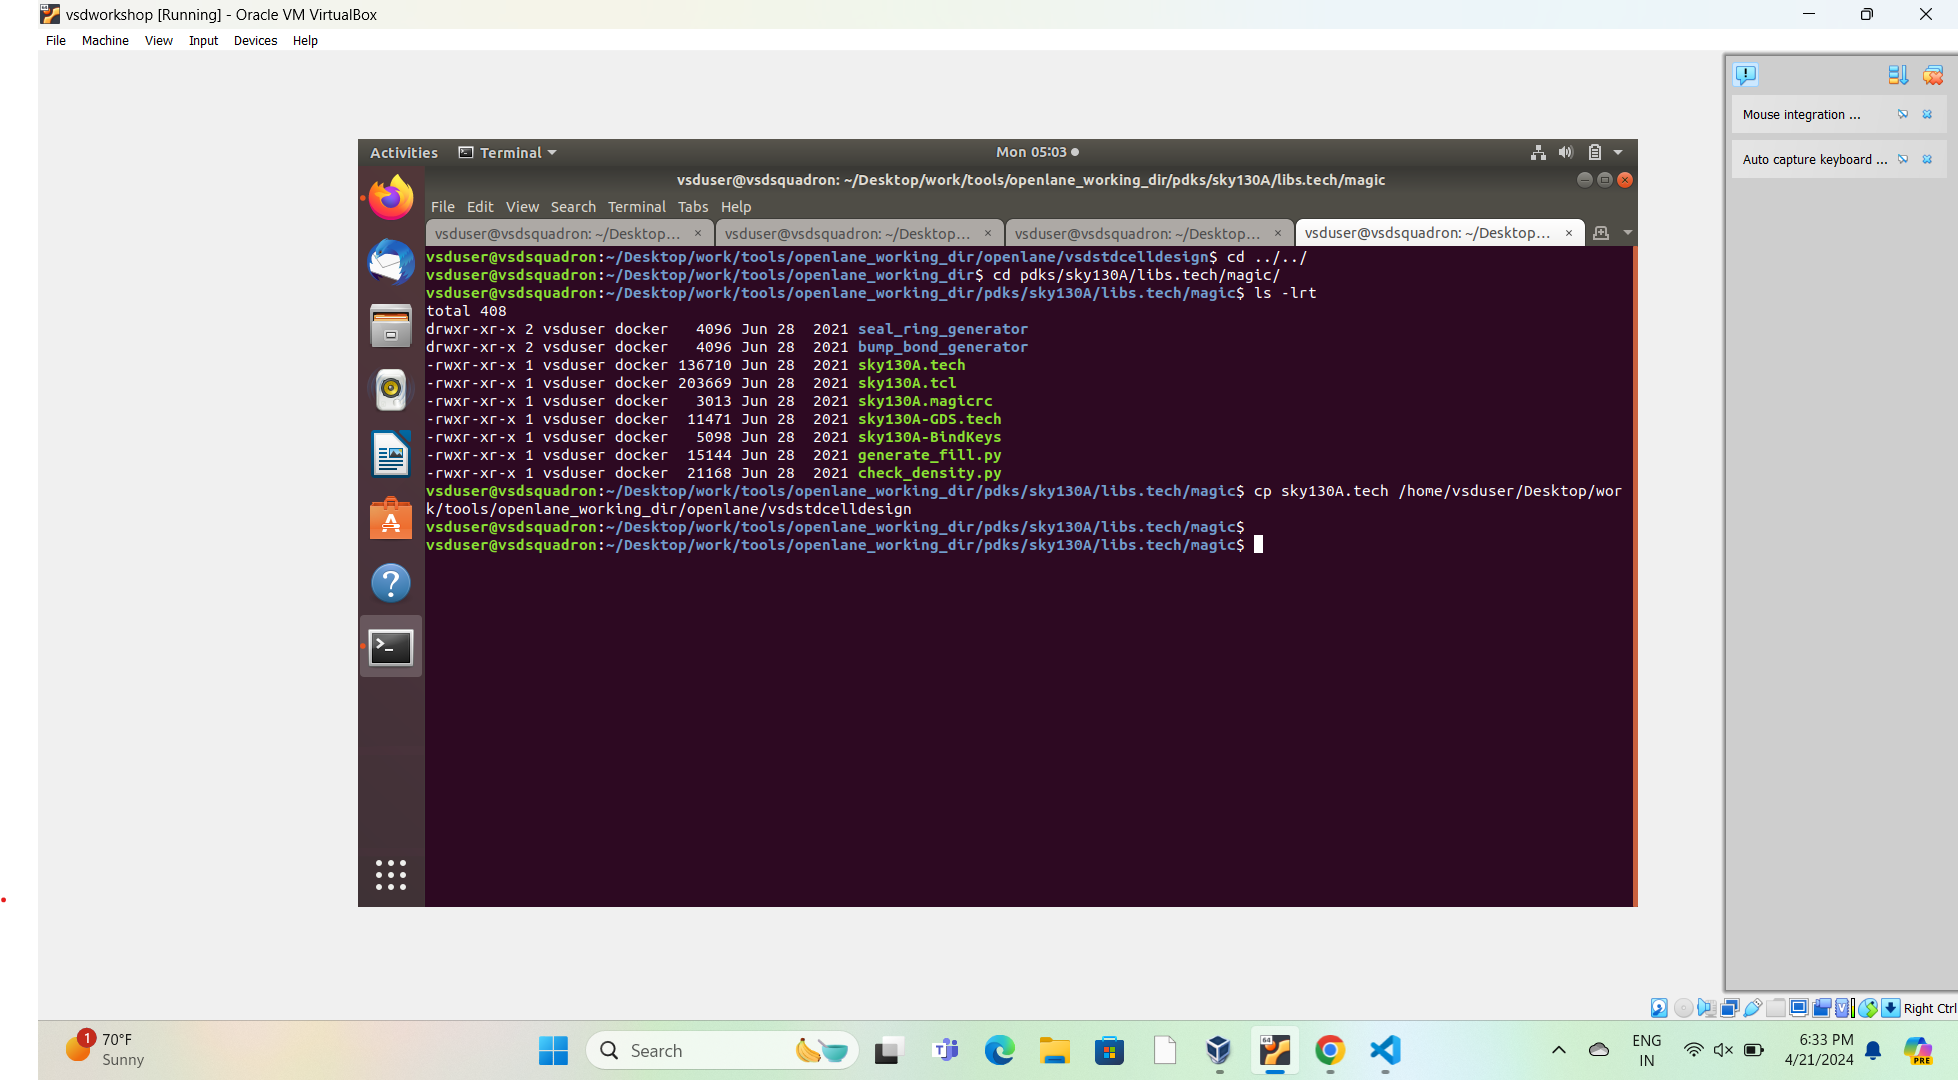 vsdworkshop [Running] - Oracle VM VirtualBox
File Machine View Input Devices Help
Mouse integration ...
Auto capture keyboard ...
Activities Terminal Mon 05:03
vsduser@vsdsquadron: ~/Desktop/work/tools/openlane_working_dir/pdks/sky130A/libs.tech/magic
File Edit View Search Terminal Tabs Help
vsduser@vsdsquadron: ~/Desktop... × vsduser@vsdsquadron: ~/Desktop... × vsduser@vsdsquadron: ~/Desktop... × vsduser@vsdsquadron: ~/Desktop... ×
vsduser@vsdsquadron:~/Desktop/work/tools/openlane_working_dir/openlane/vsdstdcelldesign$ cd ../../
vsduser@vsdsquadron:~/Desktop/work/tools/openlane_working_dir$ cd pdks/sky130A/libs.tech/magic/
vsduser@vsdsquadron:~/Desktop/work/tools/openlane_working_dir/pdks/sky130A/libs.tech/magic$ ls -lrt
total 408
drwxr-xr-x 2 vsduser docker   4096 Jun 28  2021 seal_ring_generator
drwxr-xr-x 2 vsduser docker   4096 Jun 28  2021 bump_bond_generator
-rwxr-xr-x 1 vsduser docker 136710 Jun 28  2021 sky130A.tech
-rwxr-xr-x 1 vsduser docker 203669 Jun 28  2021 sky130A.tcl
-rwxr-xr-x 1 vsduser docker   3013 Jun 28  2021 sky130A.magicrc
-rwxr-xr-x 1 vsduser docker  11471 Jun 28  2021 sky130A-GDS.tech
-rwxr-xr-x 1 vsduser docker   5098 Jun 28  2021 sky130A-BindKeys
-rwxr-xr-x 1 vsduser docker  15144 Jun 28  2021 generate_fill.py
-rwxr-xr-x 1 vsduser docker  21168 Jun 28  2021 check_density.py
vsduser@vsdsquadron:~/Desktop/work/tools/openlane_working_dir/pdks/sky130A/libs.tech/magic$ cp sky130A.tech /home/vsduser/Desktop/wor
k/tools/openlane_working_dir/openlane/vsdstdcelldesign
vsduser@vsdsquadron:~/Desktop/work/tools/openlane_working_dir/pdks/sky130A/libs.tech/magic$
vsduser@vsdsquadron:~/Desktop/work/tools/openlane_working_dir/pdks/sky130A/libs.tech/magic$
Right Ctrl
1
70°F
Sunny
Search
64
ENG
IN
6:33 PM
4/21/2024
PRE